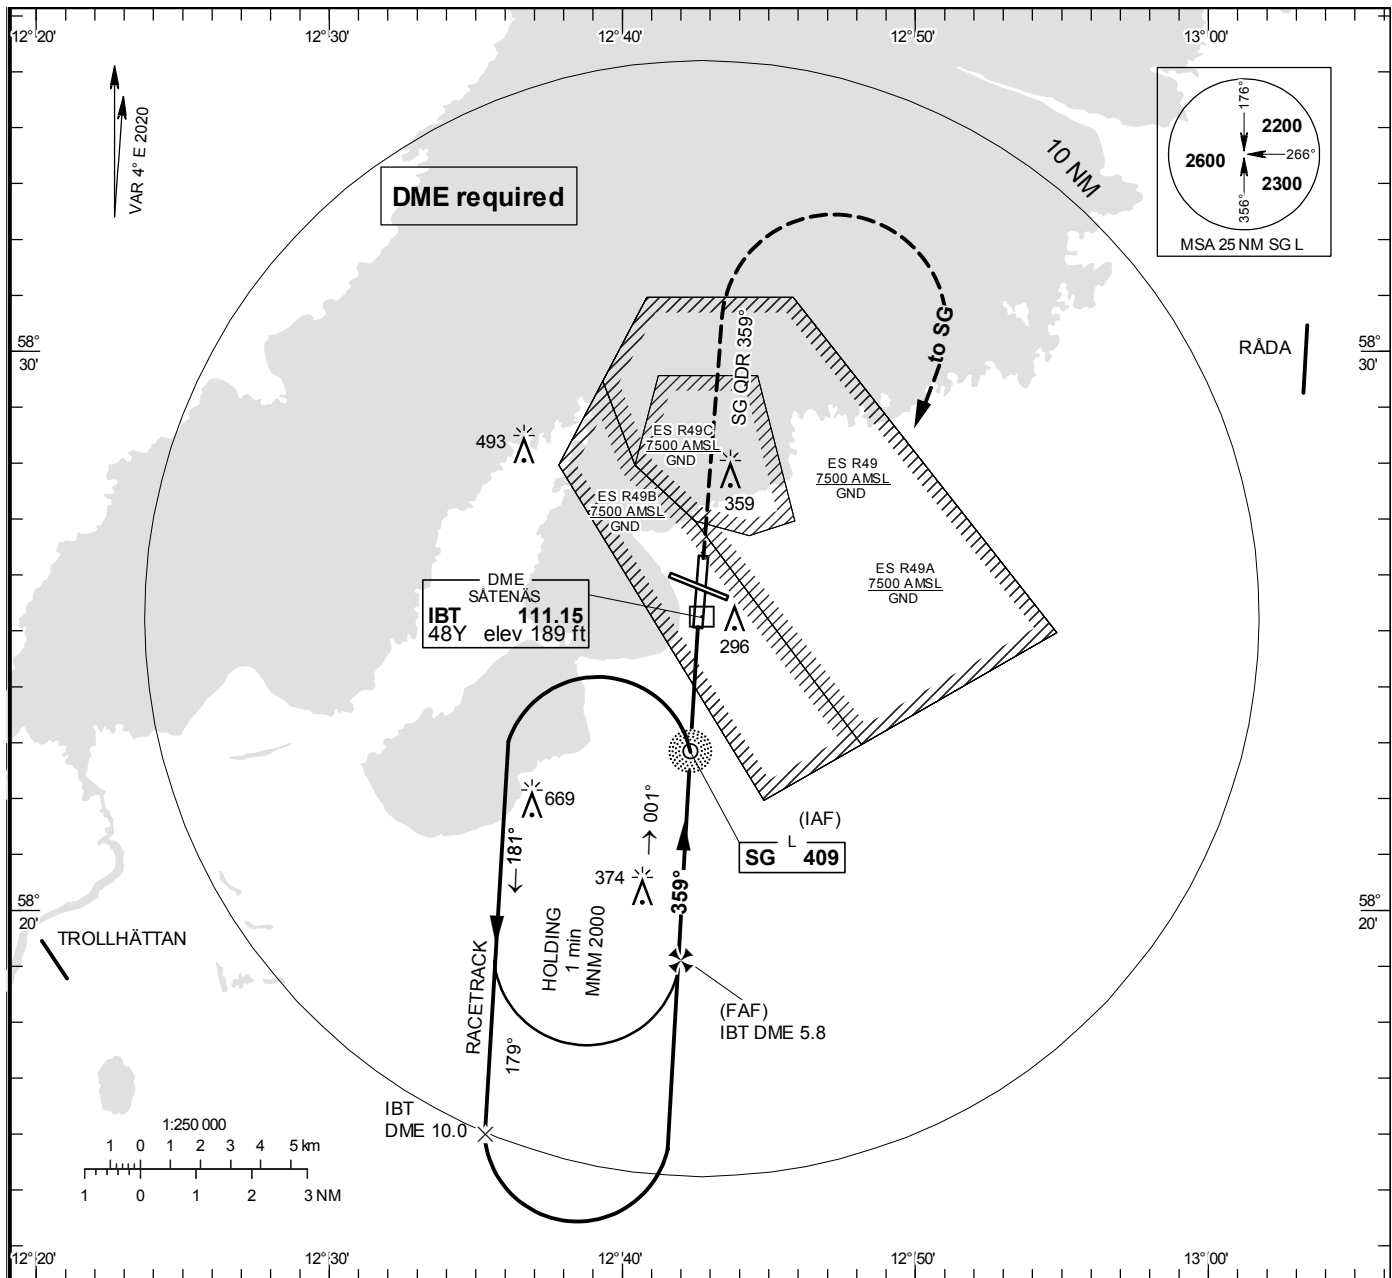 12°20'
12°30'
12°40'
12°50'
13°00'
VAR 4° E 2020
DME required
10 NM
176°
2200
2600
266°
2300
356°
MSA 25 NM SG L
58°
30'
58°
30'
RÅDA
to SG
SG QDR 359°
493
ES R49C
7500 AMSL
GND
359
ES R49
7500 AMSL
GND
ES R49B
7500 AMSL
GND
ES R49A
7500 AMSL
GND
DME
SÅTENÄS
IBT 111.15
48Y elev 189 ft
296
669
181°
001°
(IAF)
L
SG 409
374
359°
58°
20'
58°
20'
TROLLHÄTTAN
HOLDING
1 min
MNM 2000
RACETRACK
179°
(FAF)
IBT DME 5.8
IBT
DME 10.0
1:250 000
1 0 1 2 3 4 5 km
1 0 1 2 3 NM
12°20'
12°30'
12°40'
12°50'
13°00'